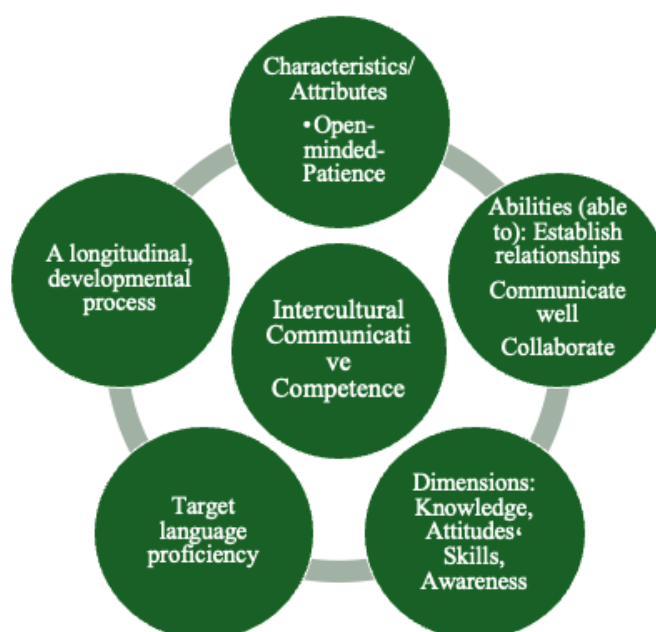 Characteristics/
Attributes
•Open-
minded-
Patience
Abilities (able
to): Establish
relationships
Communicate
well
Collaborate
Dimensions:
Knowledge,
Attitudes،
Skills,
Awareness
Target
language
proficiency
A longitudinal,
developmental
process
Intercultural
Communicati
ve
Competence